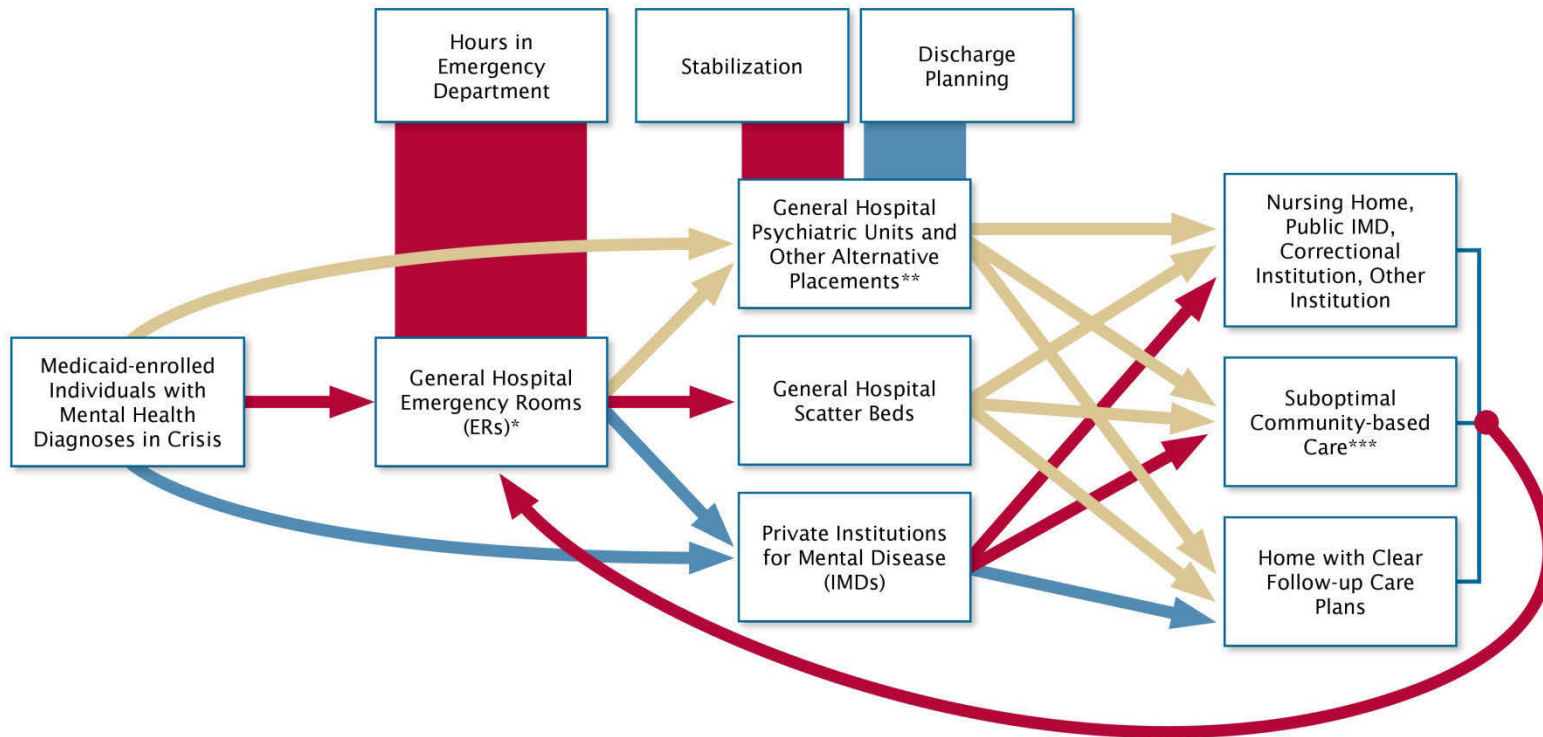 Hours in
Emergency
Department
Stabilization
Discharge
Planning
Medicaid-enrolled
Individuals with
Mental Health
Diagnoses in Crisis
General Hospital
Emergency Rooms
(ERs)*
General Hospital
Psychiatric Units and
Other Alternative
Placements**
General Hospital
Scatter Beds
Private Institutions
for Mental Disease
(IMDs)
Nursing Home,
Public IMD,
Correctional
Institution, Other
Institution
Suboptimal
Community-based
Care***
Home with Clear
Follow-up Care
Plans